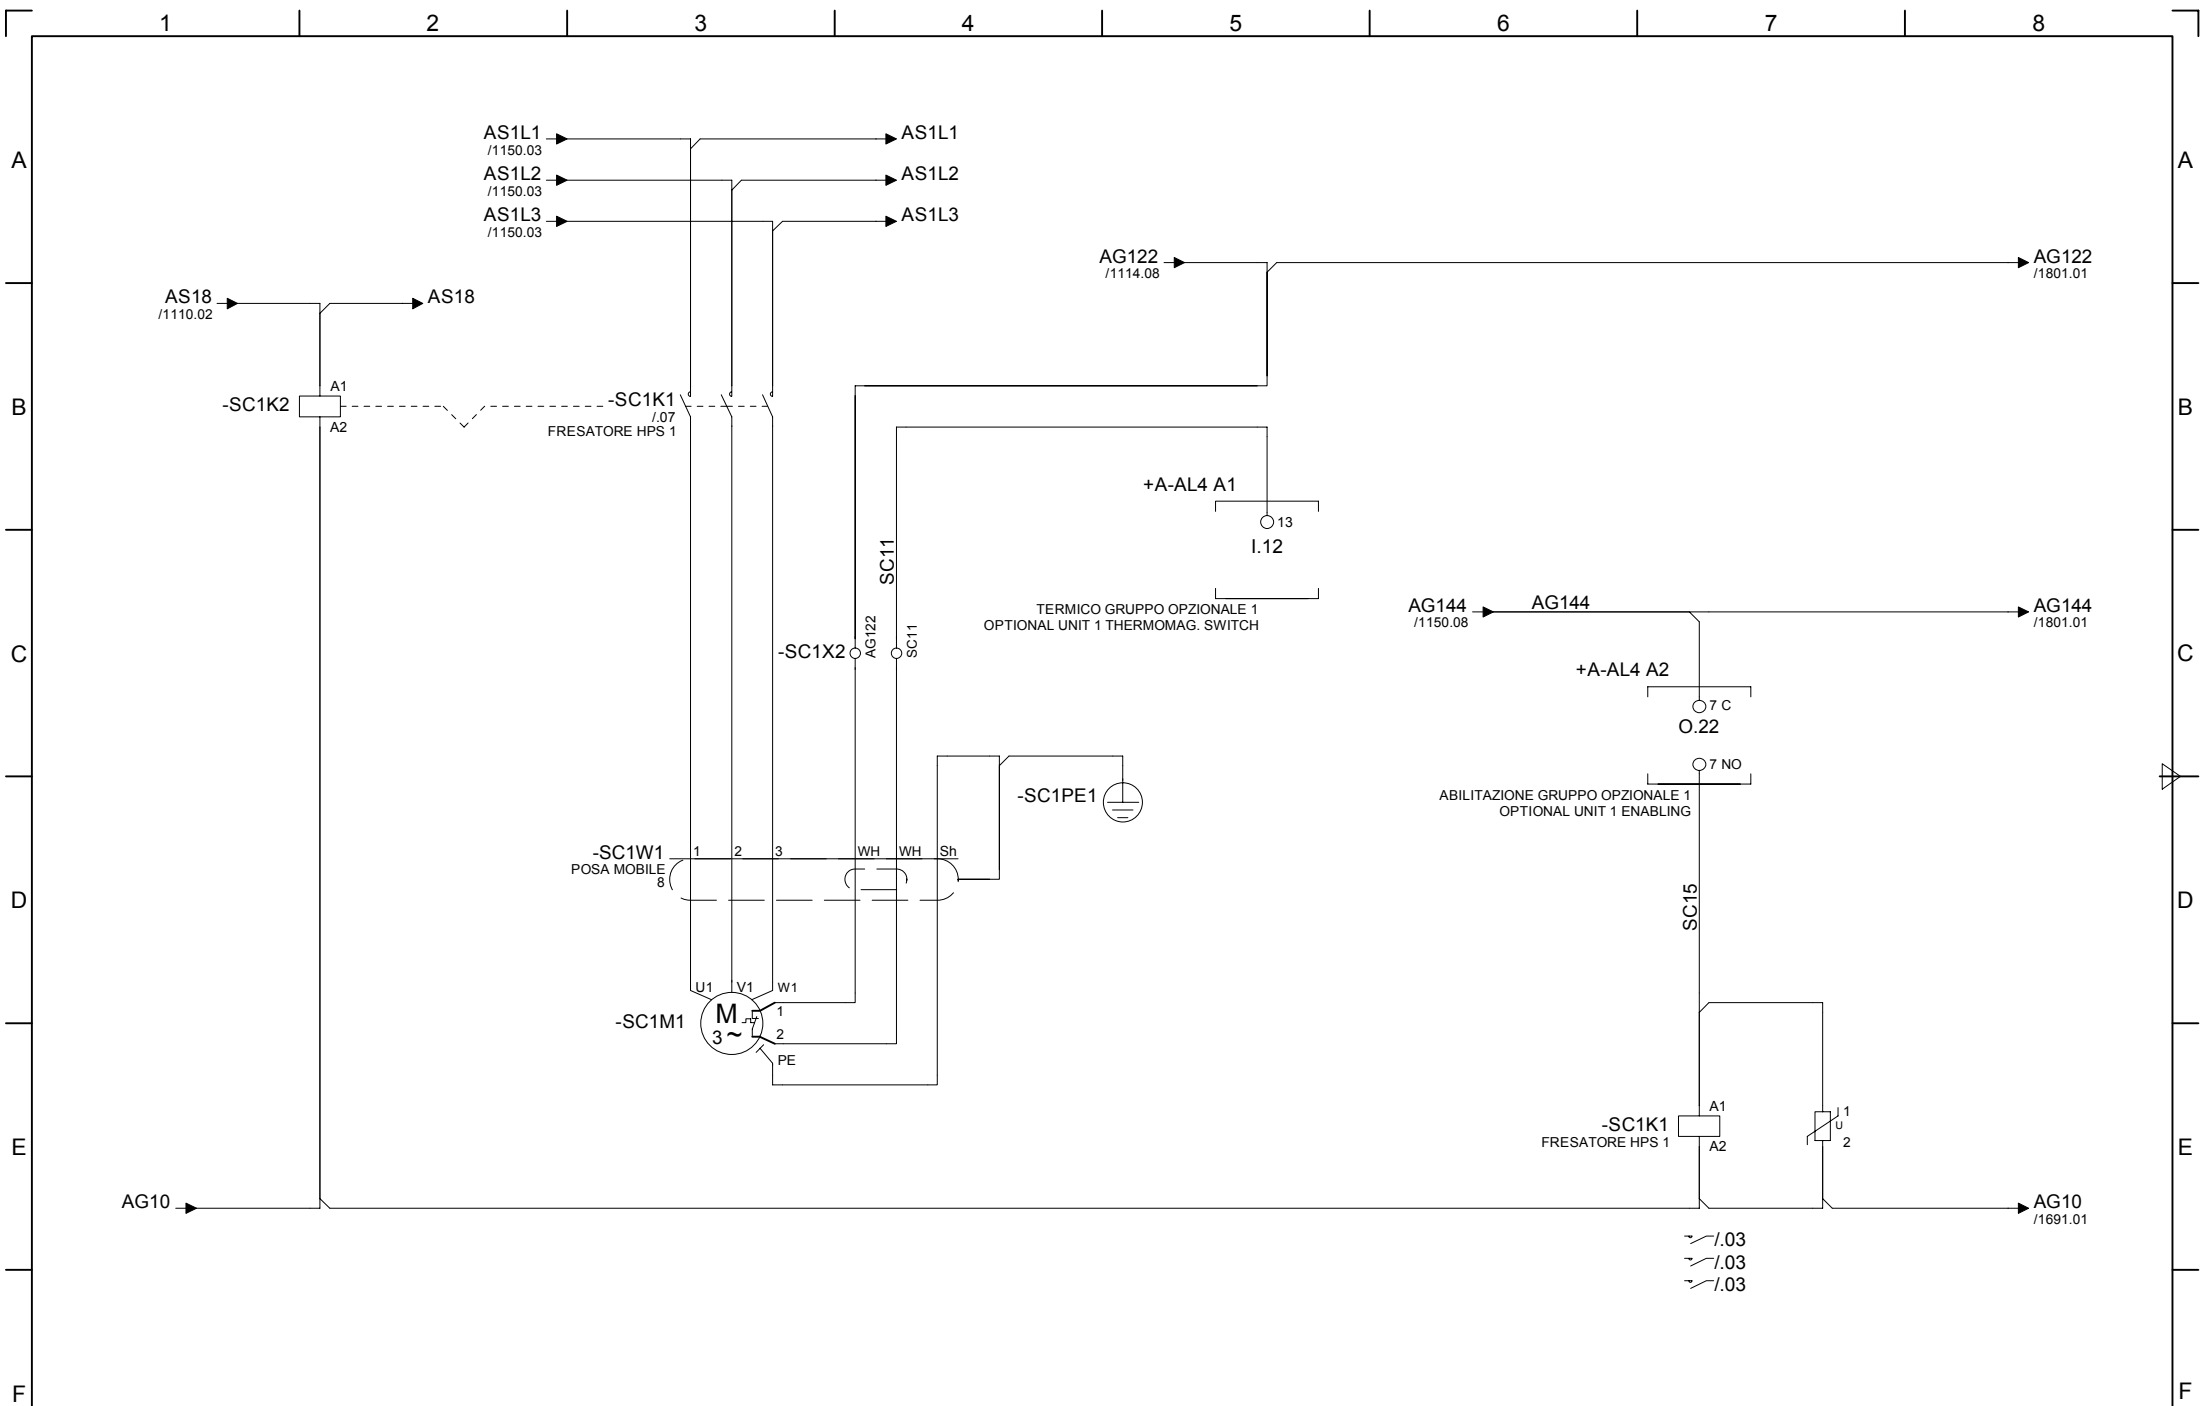 1 2 3 4 5 6 7 8
A A
AS1L1 AS1L1
/1150.03
AS1L2 AS1L2
/1150.03
AS1L3 AS1L3
/1150.03
AG122 AG122
/1114.08 /1801.01
AS18 AS18
/1110.02
B B
A1
-SC1K2
A2
-SC1K1
/.07
FRESATORE HPS 1
+A-AL4 A1
13
I.12
SC11
TERMICO GRUPPO OPZIONALE 1
OPTIONAL UNIT 1 THERMOMAG. SWITCH
AG144 AG144 AG144
/1150.08 /1801.01
C C
-SC1X2 AG122 SC11
+A-AL4 A2
7 C
O.22
7 NO
ABILITAZIONE GRUPPO OPZIONALE 1
OPTIONAL UNIT 1 ENABLING
-SC1PE1
-SC1W1 1 2 3 WH WH Sh
POSA MOBILE
8
D D
SC15
U1 V1 W1
-SC1M1 M 1
3 ~ 2
PE
E E
-SC1K1 A1
FRESATORE HPS 1 A2
1
U
2
AG10 AG10
/1691.01
/.03
/.03
/.03
F F